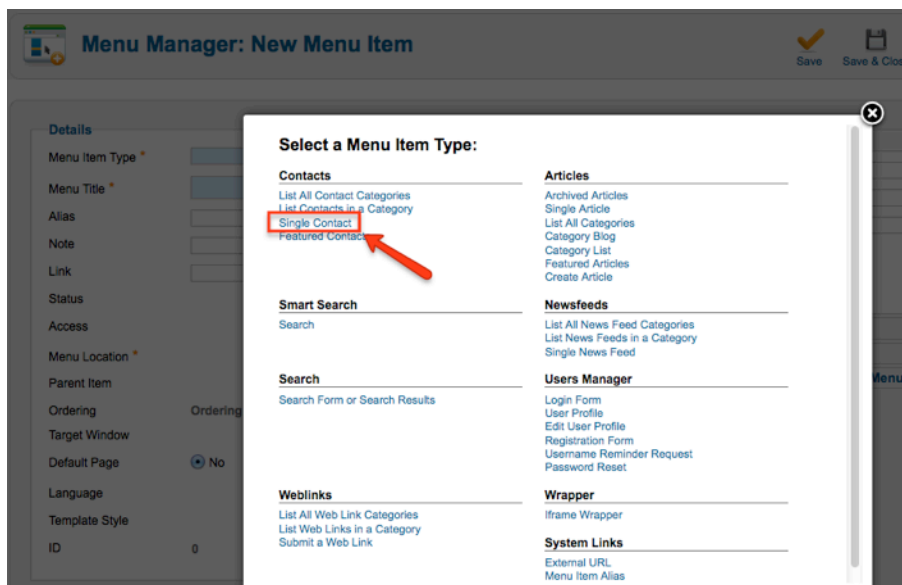 Menu Manager: New Menu Item
Save
Save & Clos
Details
Menu Item Type *
Menu Title *
Alias
Note
Link
Status
Access
Menu Location *
Parent Item
Ordering
Ordering
Target Window
Default Page
No
Language
Template Style
ID
0
Menu
Select a Menu Item Type:
Contacts
List All Contact Categories
List Contacts in a Category
Single Contact
Featured Contacts
Smart Search
Search
Search
Search Form or Search Results
Weblinks
List All Web Link Categories
List Web Links in a Category
Submit a Web Link
Articles
Archived Articles
Single Article
List All Categories
Category Blog
Category List
Featured Articles
Create Article
Newsfeeds
List All News Feed Categories
List News Feeds in a Category
Single News Feed
Users Manager
Login Form
User Profile
Edit User Profile
Registration Form
Username Reminder Request
Password Reset
Wrapper
Iframe Wrapper
System Links
External URL
Menu Item Alias